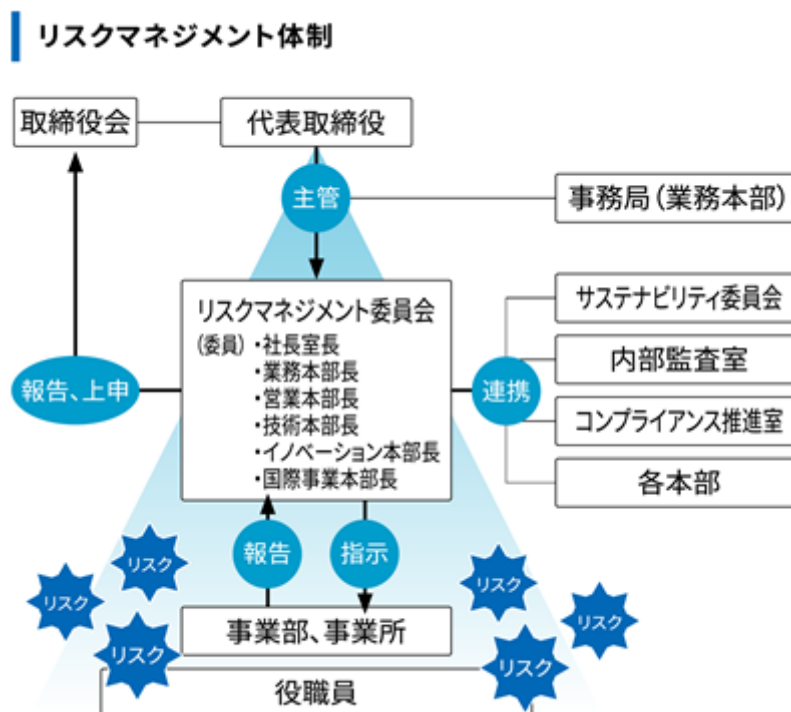 リスクマネジメント体制
取締役会
代表取締役
主管
事務局(業務本部)
リスクマネジメント委員会
(委員)・社長室長
・業務本部長
・営業本部長
・技術本部長
・イノベーション本部長
・国際事業本部長
報告、上申
連携
サステナビリティ委員会
内部監査室
コンプライアンス推進室
各本部
報告
指示
リスク
リスク
リスク
リスク
リスク
リスク
事業部、事業所
役職員